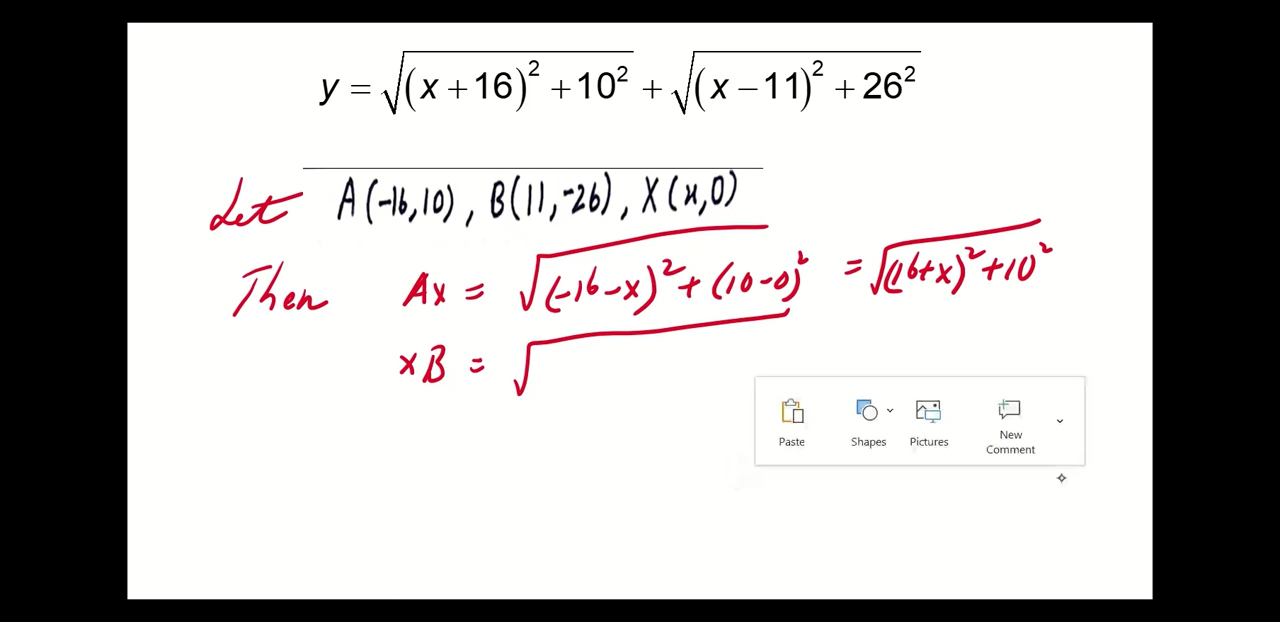 y = √((x + 16)² + 10²) + √((x − 11)² + 26²)
Let A(-16,10), B(11,-26), X(x,0)
Then Ax = √((-16-x)² + (10-0)²) = √((16+x)² + 10²)
xB = √
Paste Shapes Pictures New Comment